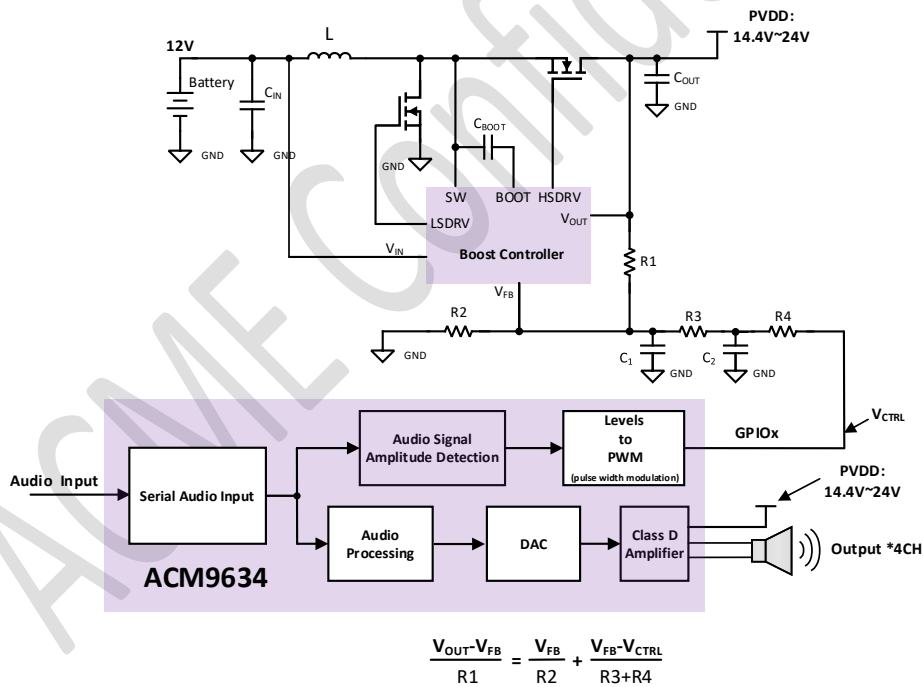 PVDD:
14.4V~24V
12V
L
Battery
CIN
COUT
GND
GND
GND
CBOOT
GND
SW
BOOT
HSDRV
LSDRV
VOUT
VIN
Boost Controller
R1
VFB
R2
R3
R4
GND
C1
C2
GND
GND
VCTRL
Audio Input
Serial Audio Input
Audio Signal
Amplitude Detection
Levels
to
PWM
(pulse width modulation)
GPIOx
PVDD:
14.4V~24V
Audio
Processing
DAC
Class D
Amplifier
Output *4CH
ACM9634
VOUT-VFB
R1
=
VFB
R2
+
VFB-VCTRL
R3+R4
ACME Confid